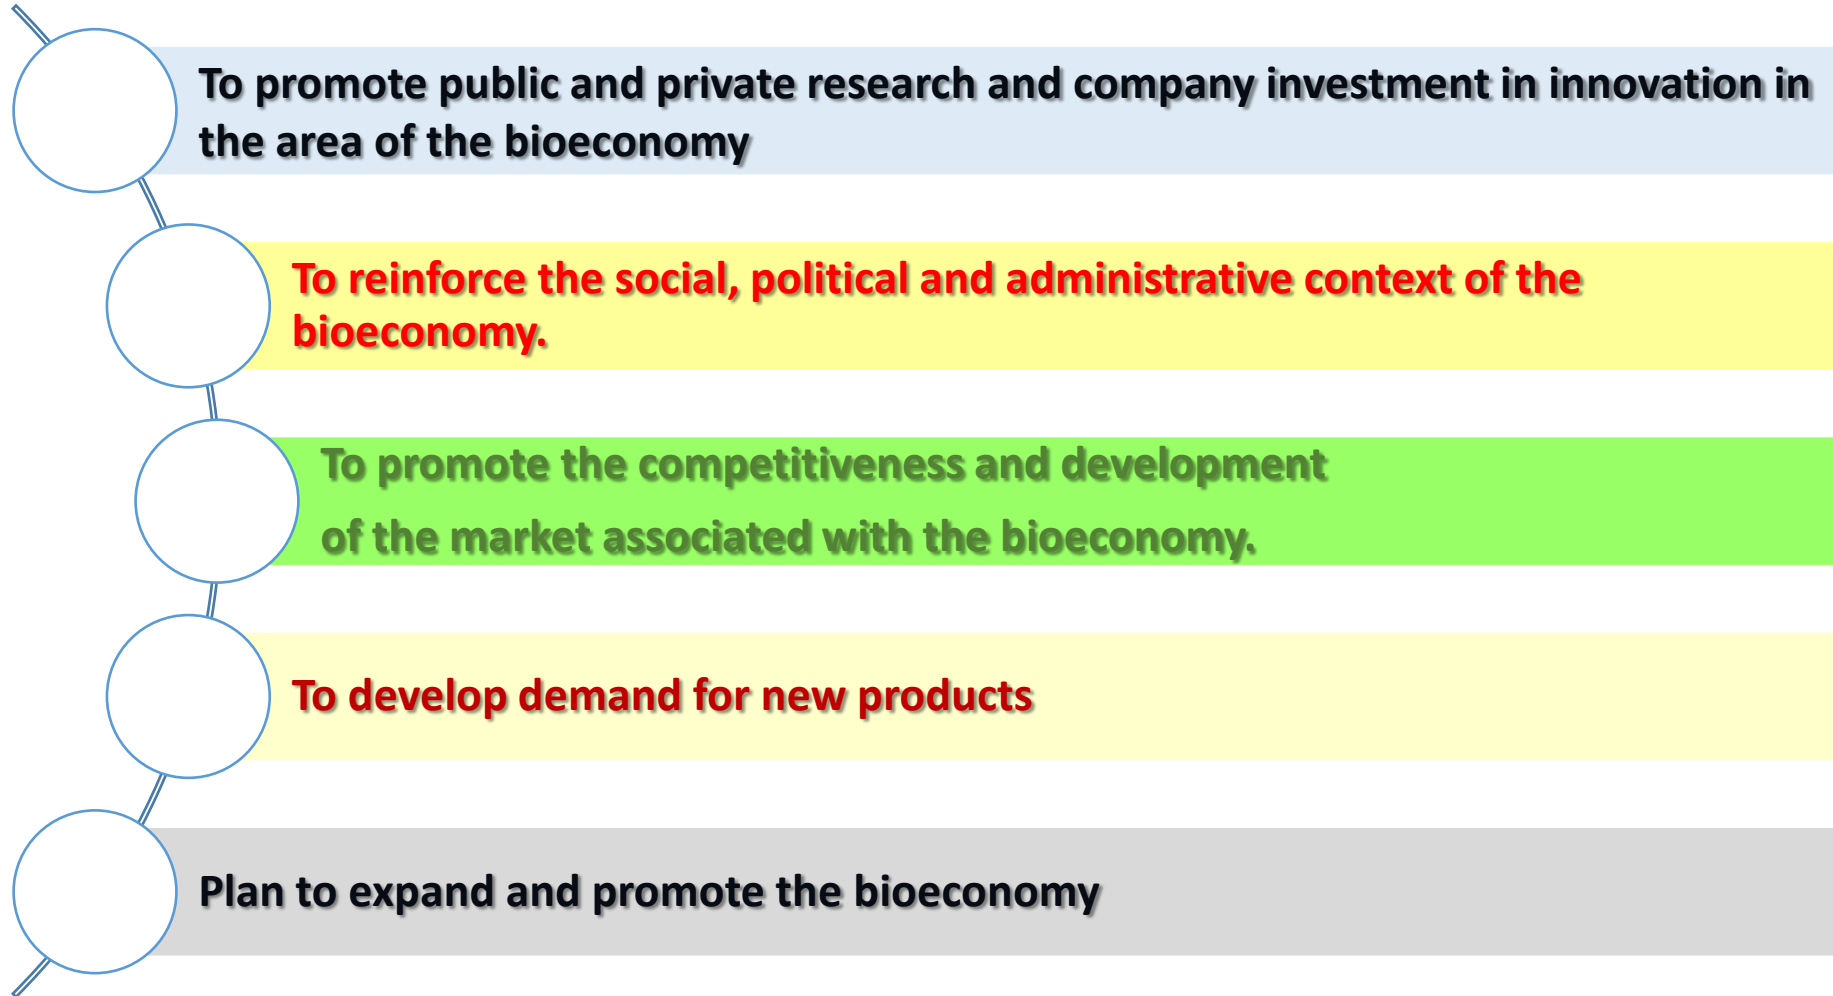 To promote public and private research and company investment in innovation in
the area of the bioeconomy
To reinforce the social, political and administrative context of the
bioeconomy.
To promote the competitiveness and development
of the market associated with the bioeconomy.
To develop demand for new products
Plan to expand and promote the bioeconomy